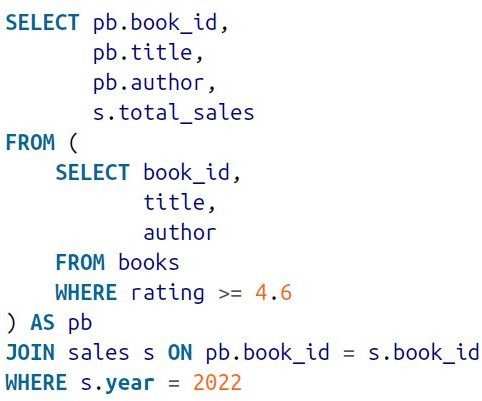 SELECT pb.book_id,
       pb.title,
       pb.author,
       s.total_sales
FROM (
    SELECT book_id,
           title,
           author
    FROM books
    WHERE rating >= 4.6
) AS pb
JOIN sales s ON pb.book_id = s.book_id
WHERE s.year = 2022